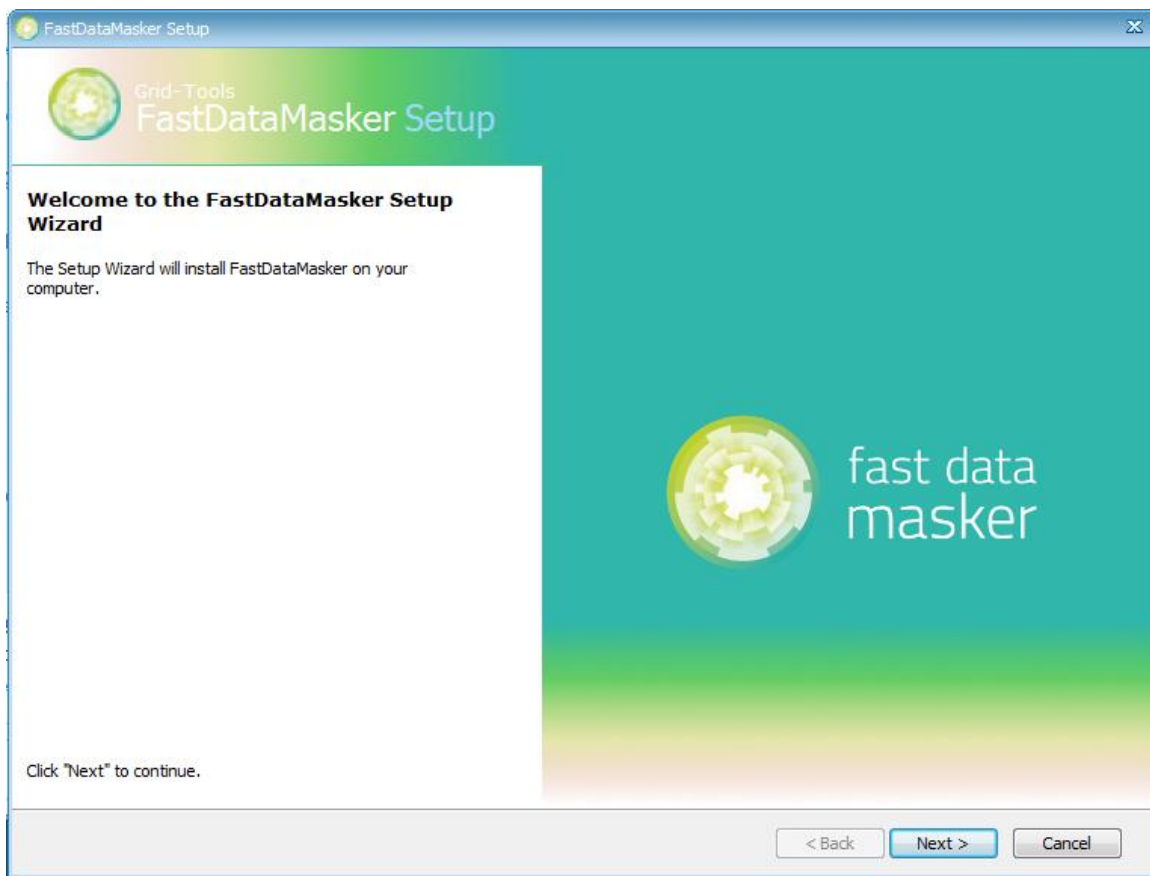 FastDataMasker Setup
Grid-Tools
FastDataMasker Setup
Welcome to the FastDataMasker Setup
Wizard
The Setup Wizard will install FastDataMasker on your
computer.
fast data
masker
Click "Next" to continue.
< Back Next > Cancel